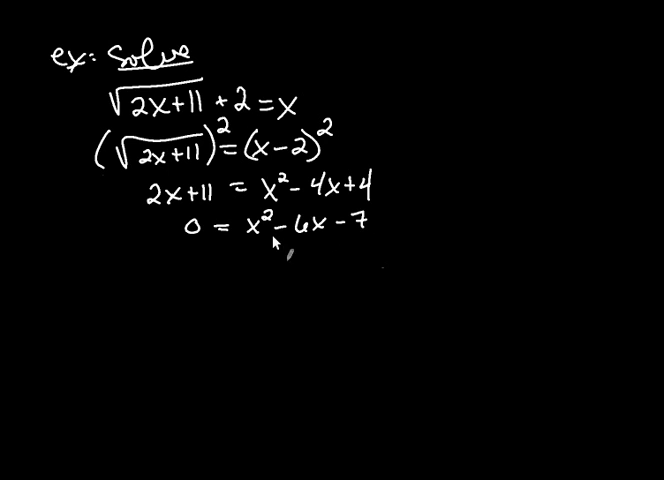 ex: Solve
√2x+11 + 2 = x
(√2x+11)² = (x-2)²
2x+11 = x² - 4x+4
0 = x² - 6x - 7